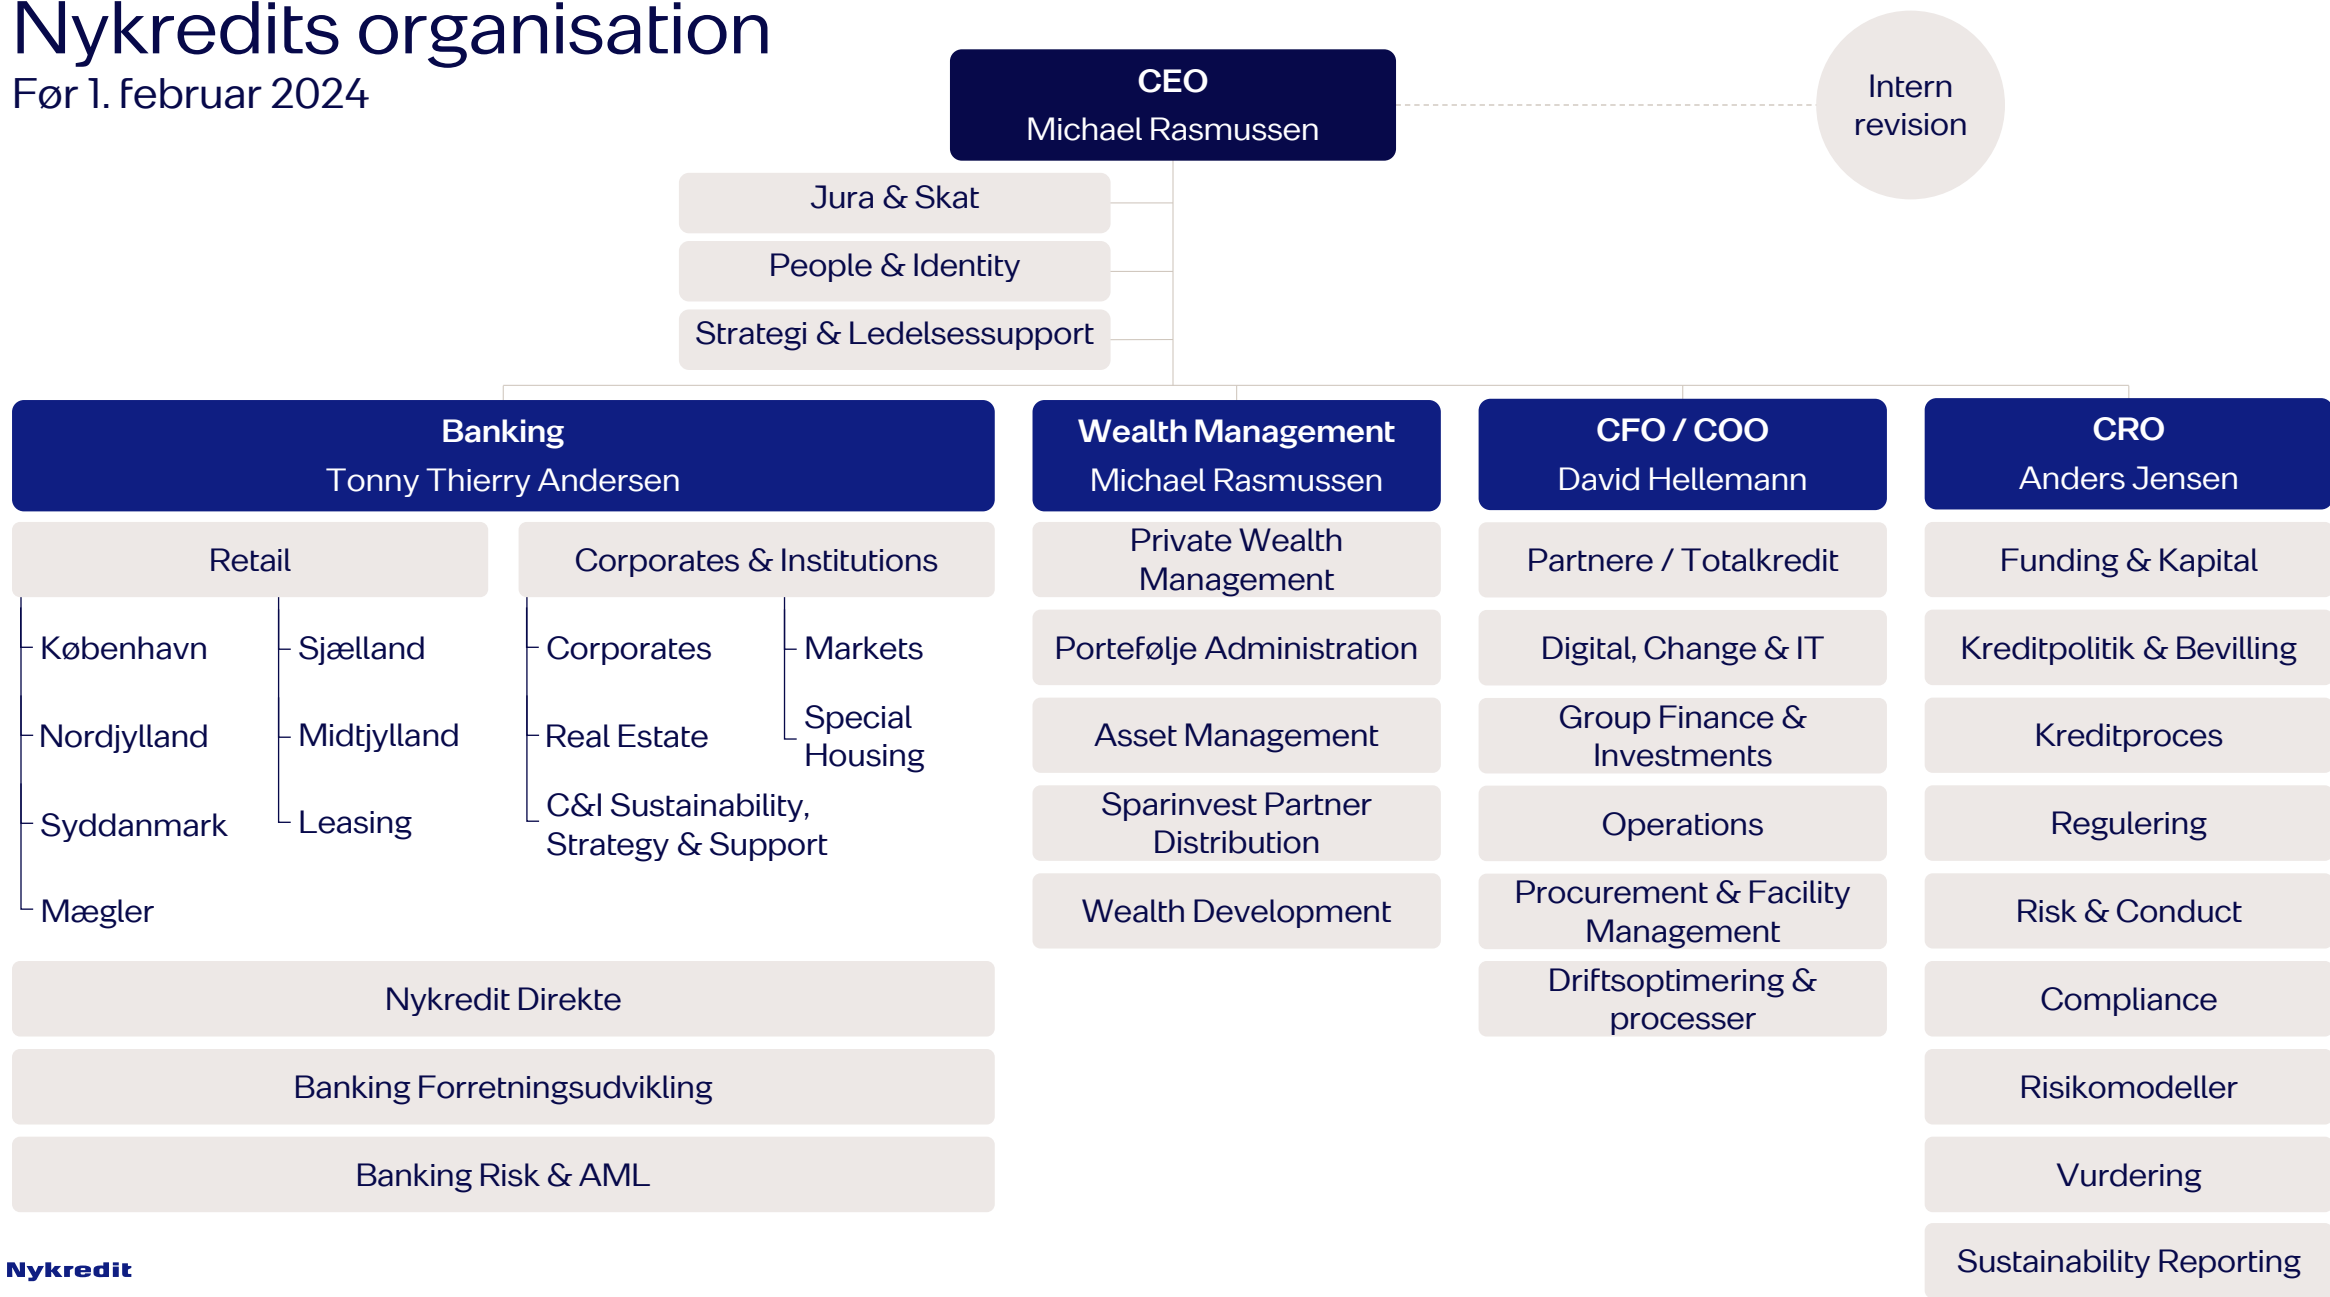 Nykredits organisation
Før 1. februar 2024
CEO
Michael Rasmussen
Intern
revision
Jura & Skat
People & Identity
Strategi & Ledelsessupport
Banking
Tonny Thierry Andersen
Retail
København
Nordjylland
Syddanmark
Mægler
Sjælland
Midtjylland
Leasing
Corporates & Institutions
Corporates
Real Estate
C&I Sustainability,
Strategy & Support
Markets
Special
Housing
Nykredit Direkte
Banking Forretningsudvikling
Banking Risk & AML
Wealth Management
Michael Rasmussen
Private Wealth
Management
Portefølje Administration
Asset Management
Sparinvest Partner
Distribution
Wealth Development
CFO / COO
David Hellemann
Partnere / Totalkredit
Digital, Change & IT
Group Finance &
Investments
Operations
Procurement & Facility
Management
Driftsoptimering &
processer
CRO
Anders Jensen
Funding & Kapital
Kreditpolitik & Bevilling
Kreditproces
Regulering
Risk & Conduct
Compliance
Risikomodeller
Vurdering
Sustainability Reporting
Nykredit